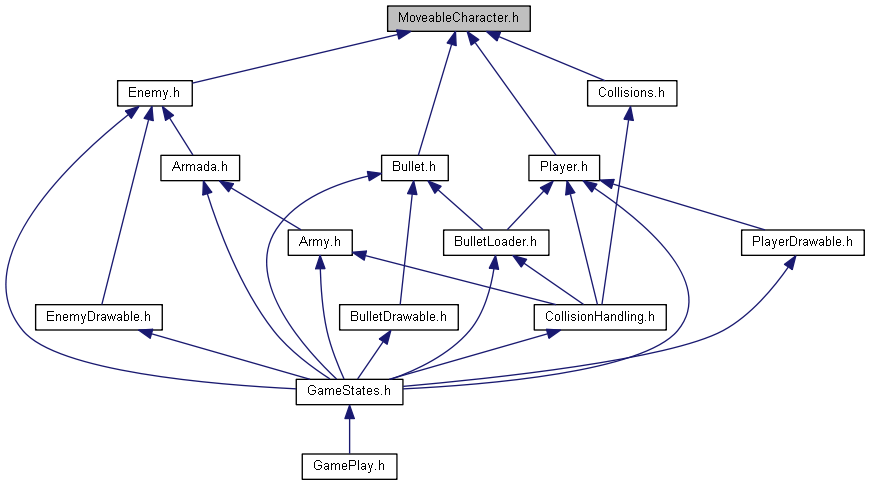 MoveableCharacter.h
Enemy.h
Collisions.h
Armada.h
Bullet.h
Player.h
Army.h
BulletLoader.h
PlayerDrawable.h
EnemyDrawable.h
BulletDrawable.h
CollisionHandling.h
GameStates.h
GamePlay.h